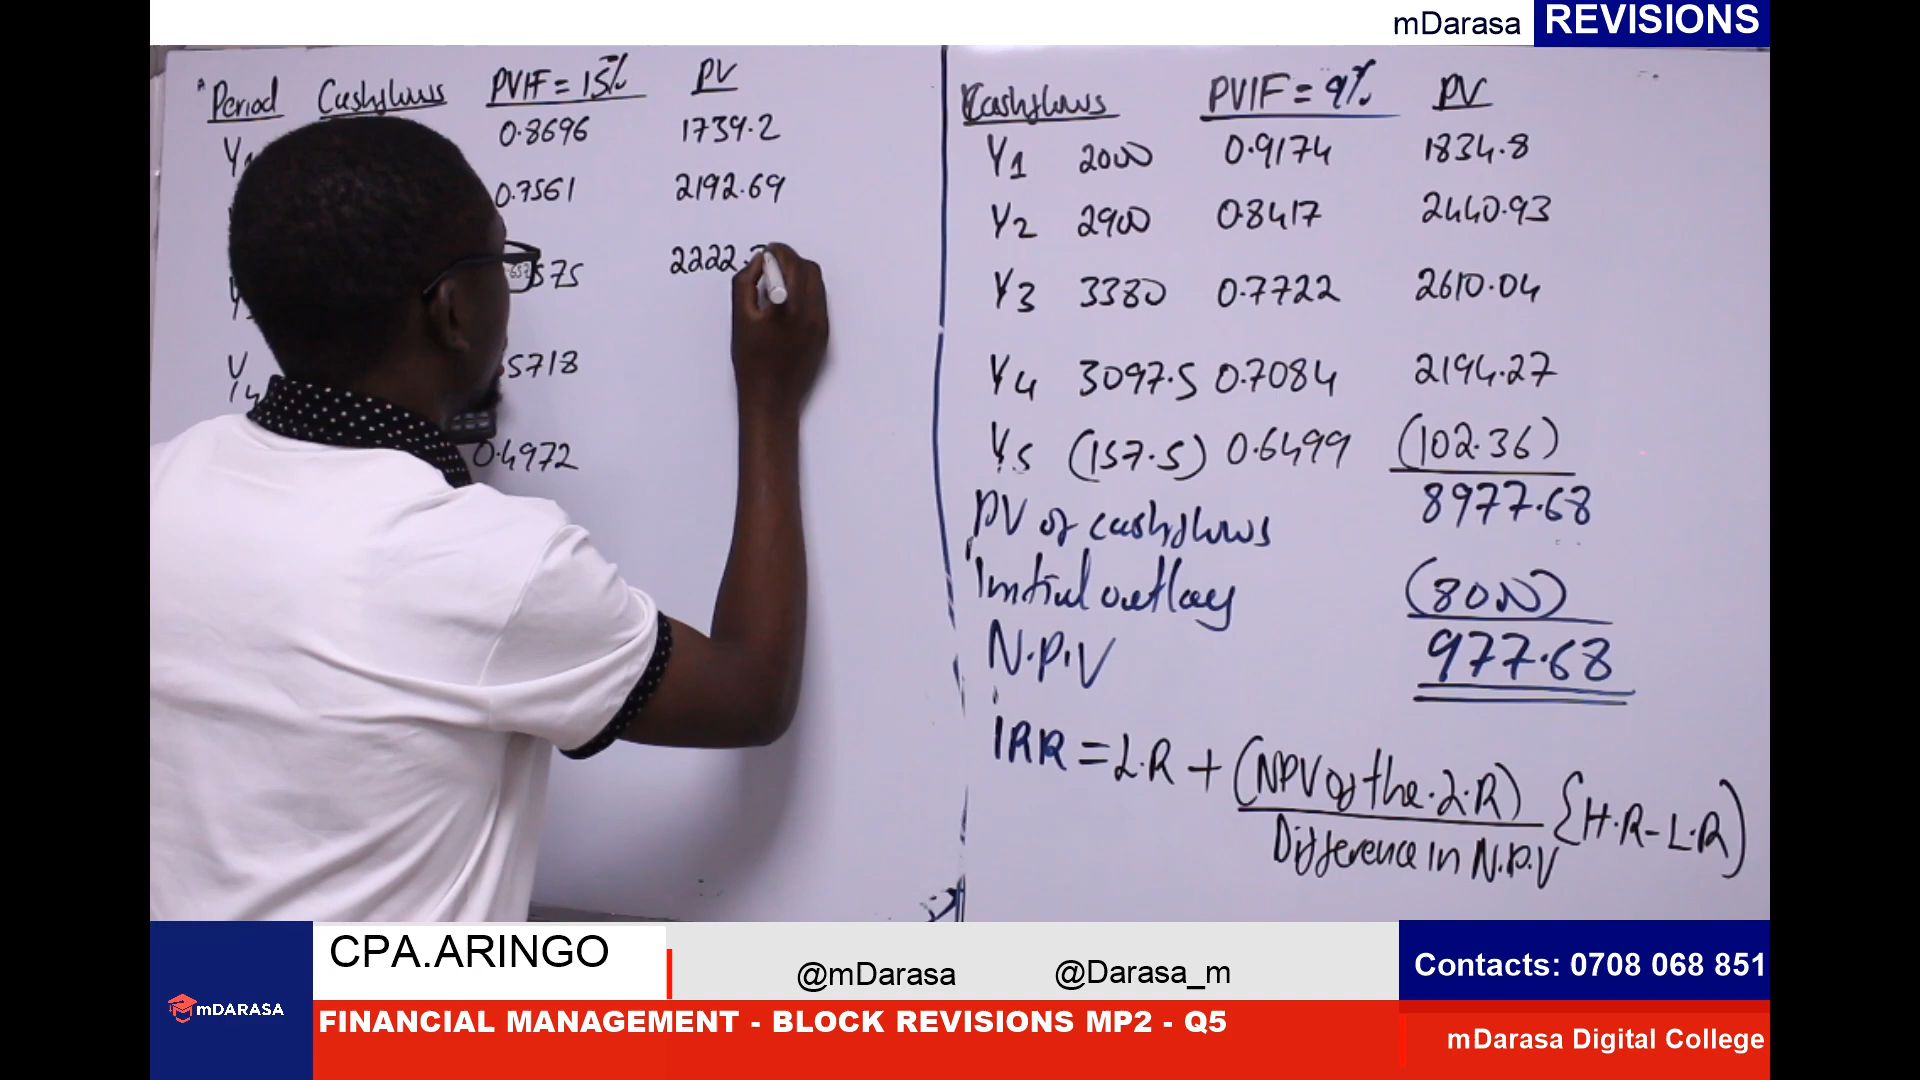 mDarasa REVISIONS
Period Cashflows PVIF = 15% PV
0.8696 1739.2
0.7561 2192.69
575 2222.
Y4 5718
0.4972
Cashflows PVIF = 9% PV
Y1 2000 0.9174 1834.8
Y2 2900 0.8417 2440.93
Y3 3380 0.7722 2610.04
Y4 3097.5 0.7084 2194.27
Y5 (157.5) 0.6499 (102.36)
PV of cashflows 8977.68
Initial outlay (8000)
N.P.V 977.68
IRR = L.R + (NPV of the L.R) {H.R - L.R)
Difference in N.P.V
CPA.ARINGO
@mDarasa @Darasa_m
Contacts: 0708 068 851
mDARASA
FINANCIAL MANAGEMENT - BLOCK REVISIONS MP2 - Q5
mDarasa Digital College